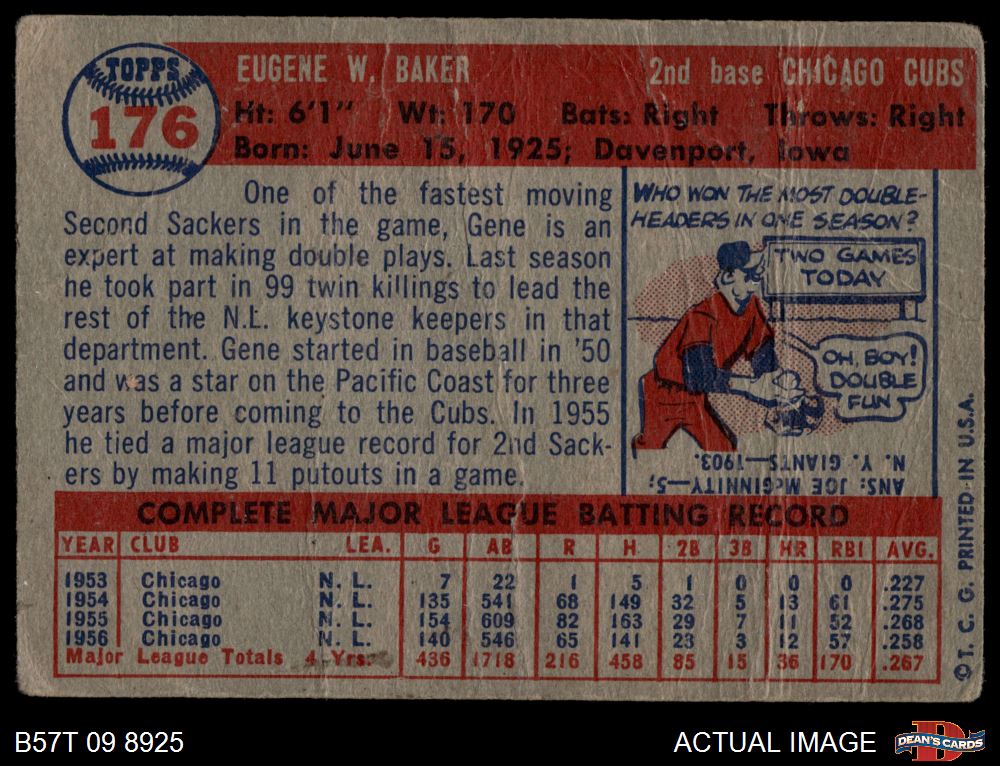 TOPPS
176
EUGENE W. BAKER 2nd base CHICAGO CUBS
Ht: 6'1" Wt: 170 Bats: Right Throws: Right
Born: June 15, 1925; Davenport, Iowa
One of the fastest moving
Second Sackers in the game, Gene is an
expert at making double plays. Last season
he took part in 99 twin killings to lead the
rest of the N.L. keystone keepers in that
department. Gene started in baseball in '50
and was a star on the Pacific Coast for three
years before coming to the Cubs. In 1955
he tied a major league record for 2nd Sack-
ers by making 11 putouts in a game.
WHO WON THE MOST DOUBLE-
HEADERS IN ONE SEASON?
TWO GAMES
TODAY
OH, BOY!
DOUBLE
FUN
ANS: JOE McGINNITY—5;
N. Y. GIANTS—1903.
COMPLETE MAJOR LEAGUE BATTING RECORD
YEAR CLUB LEA. G AB R H 2B 3B HR RBI AVG.
1953 Chicago N. L. 7 22 1 5 1 0 0 0 .227
1954 Chicago N. L. 135 541 68 149 32 5 13 61 .275
1955 Chicago N. L. 154 609 82 163 29 7 11 52 .268
1956 Chicago N. L. 140 546 65 141 23 3 12 57 .258
Major League Totals 4 Yrs. 436 1718 216 458 85 15 36 170 .267
©T. C. G. PRINTED IN U.S.A.
B57T 09 8925
ACTUAL IMAGE
DEAN'S CARDS